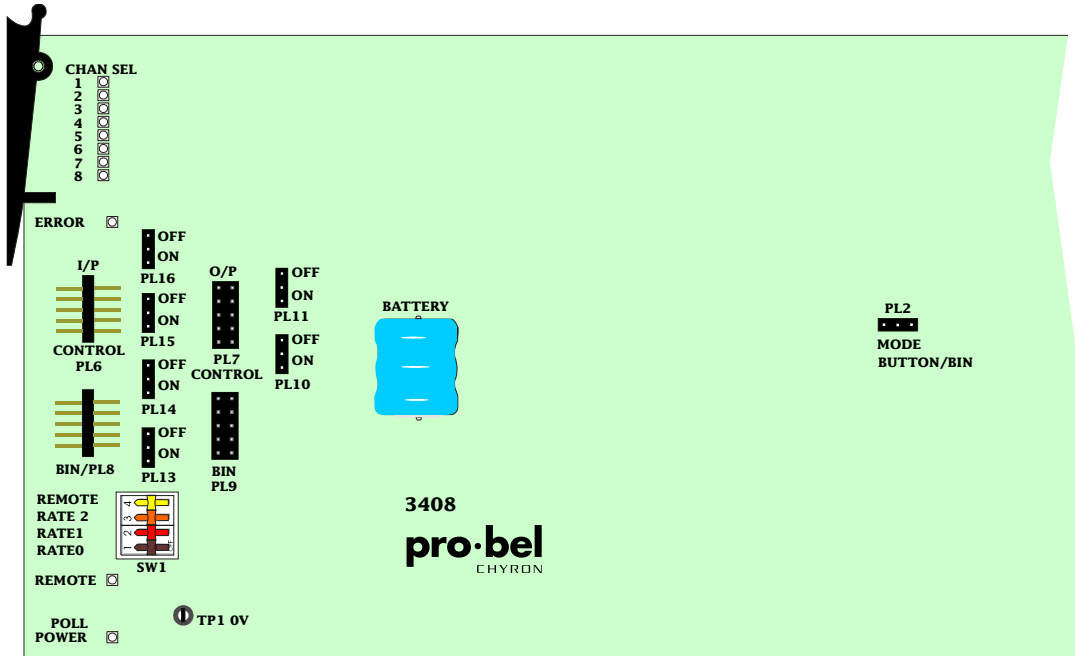 CHAN SEL
1
2
3
4
5
6
7
8
ERROR
OFF
ON
PL16
I/P
CONTROL
PL6
OFF
ON
PL15
O/P
PL7
CONTROL
OFF
ON
PL11
OFF
ON
PL10
OFF
ON
PL14
OFF
ON
PL13
BIN/PL8
BIN
PL9
BATTERY
PL2
MODE
BUTTON/BIN
REMOTE
RATE 2
RATE1
RATE0
4
3
2
1
SW1
3408
pro·bel
CHYRON
REMOTE
TP1 0V
POLL
POWER